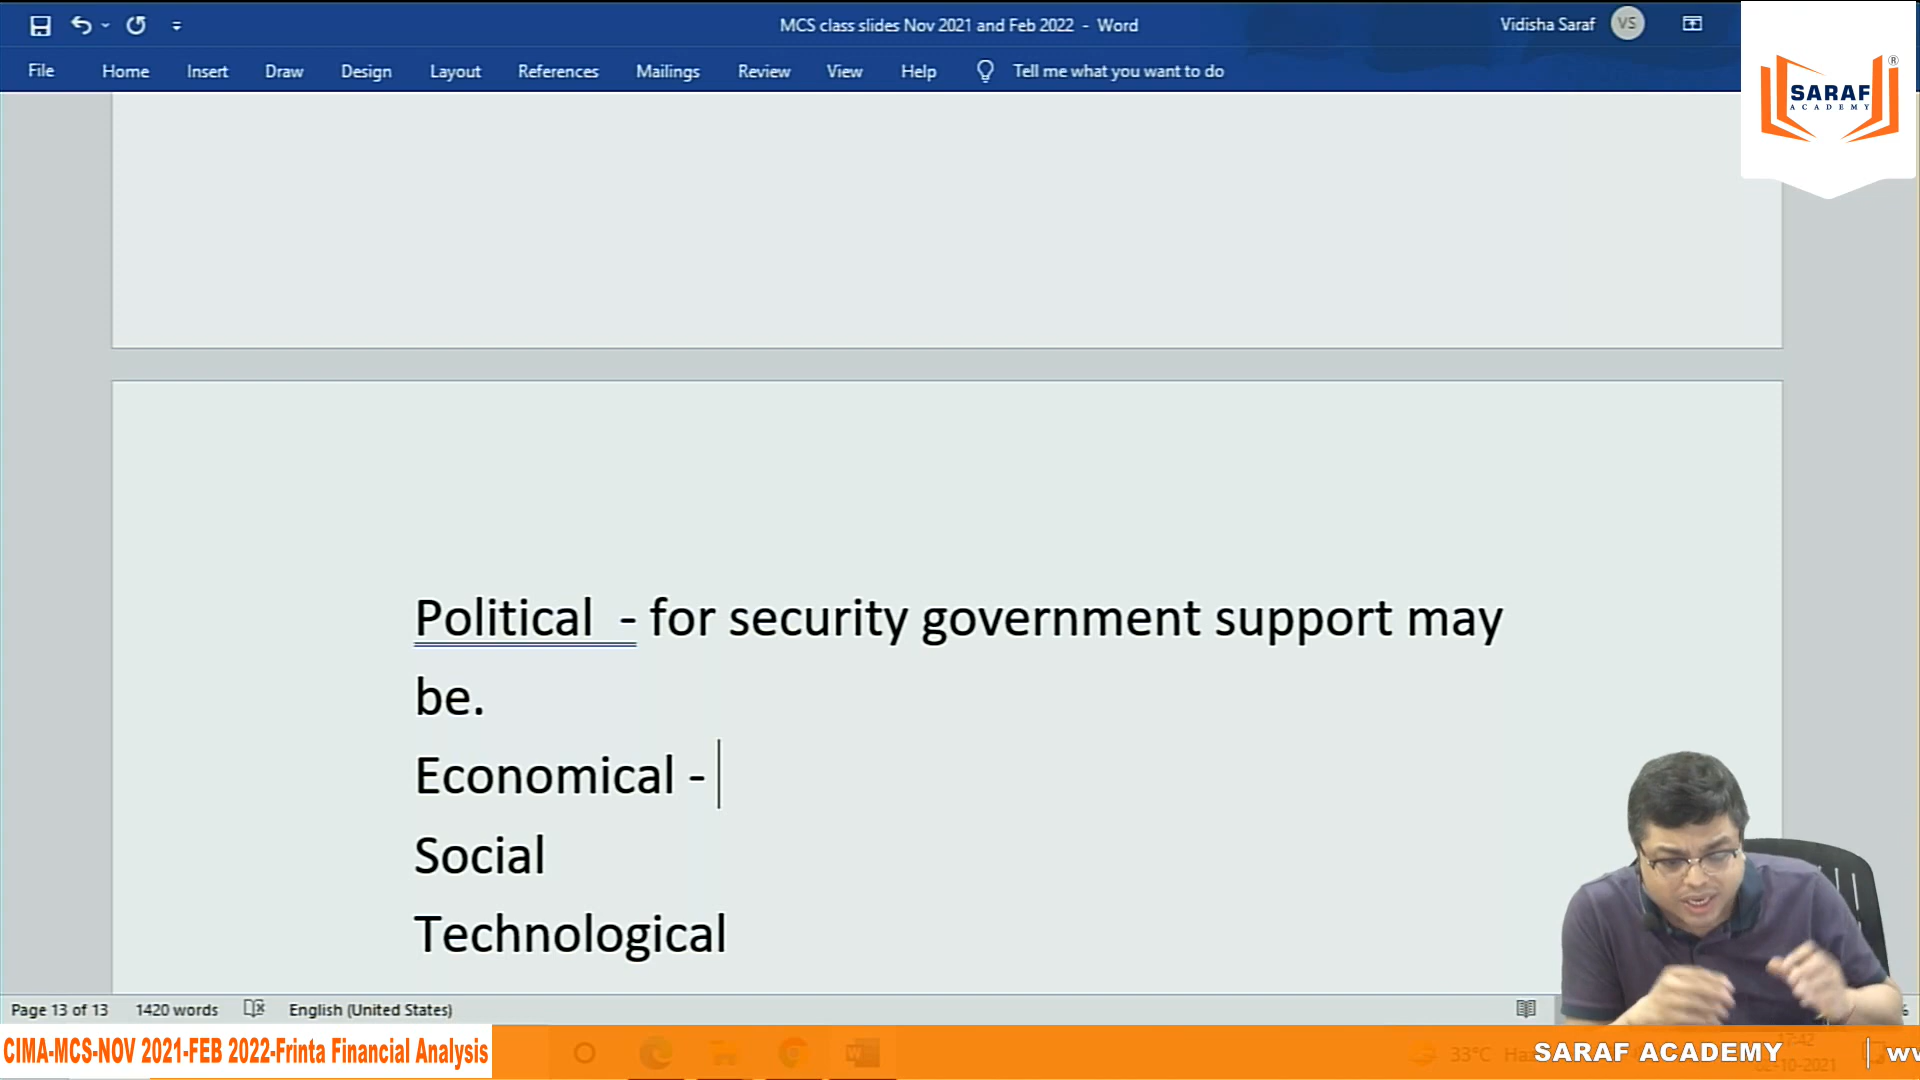 MCS class slides Nov 2021 and Feb 2022 - Word
Vidisha Saraf
VS
File Home Insert Draw Design Layout References Mailings Review View Help Tell me what you want to do
SARAF
ACADEMY
®
Political - for security government support may
be.
Economical -
Social
Technological
Page 13 of 13 1420 words English (United States)
CIMA-MCS-NOV 2021-FEB 2022-Frinta Financial Analysis
33°C
SARAF ACADEMY
17:42